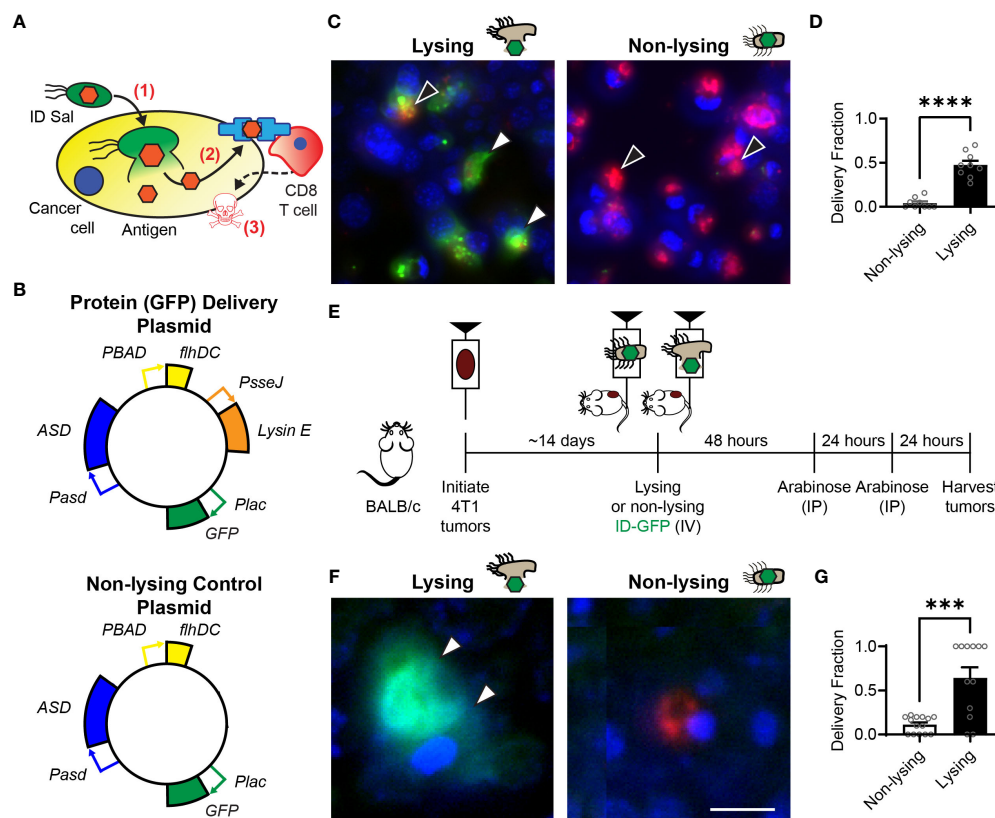 A
ID Sal
(1)
(2)
(3)
Cancer
cell
Antigen
CD8
T cell
B
Protein (GFP) Delivery
Plasmid
PBAD
flhDC
PsseJ
Lysin E
ASD
Pasd
Plac
GFP
Non-lysing Control
Plasmid
PBAD
flhDC
ASD
Pasd
Plac
GFP
C
Lysing
Non-lysing
D
****
Delivery Fraction
1.0
0.5
0.0
Non-lysing
Lysing
E
BALB/c
~14 days
48 hours
24 hours
24 hours
Initiate
4T1
tumors
Lysing
or non-lysing
ID-GFP (IV)
Arabinose
(IP)
Arabinose
(IP)
Harvest
tumors
F
Lysing
Non-lysing
G
***
Delivery Fraction
1.0
0.5
0.0
Non-lysing
Lysing